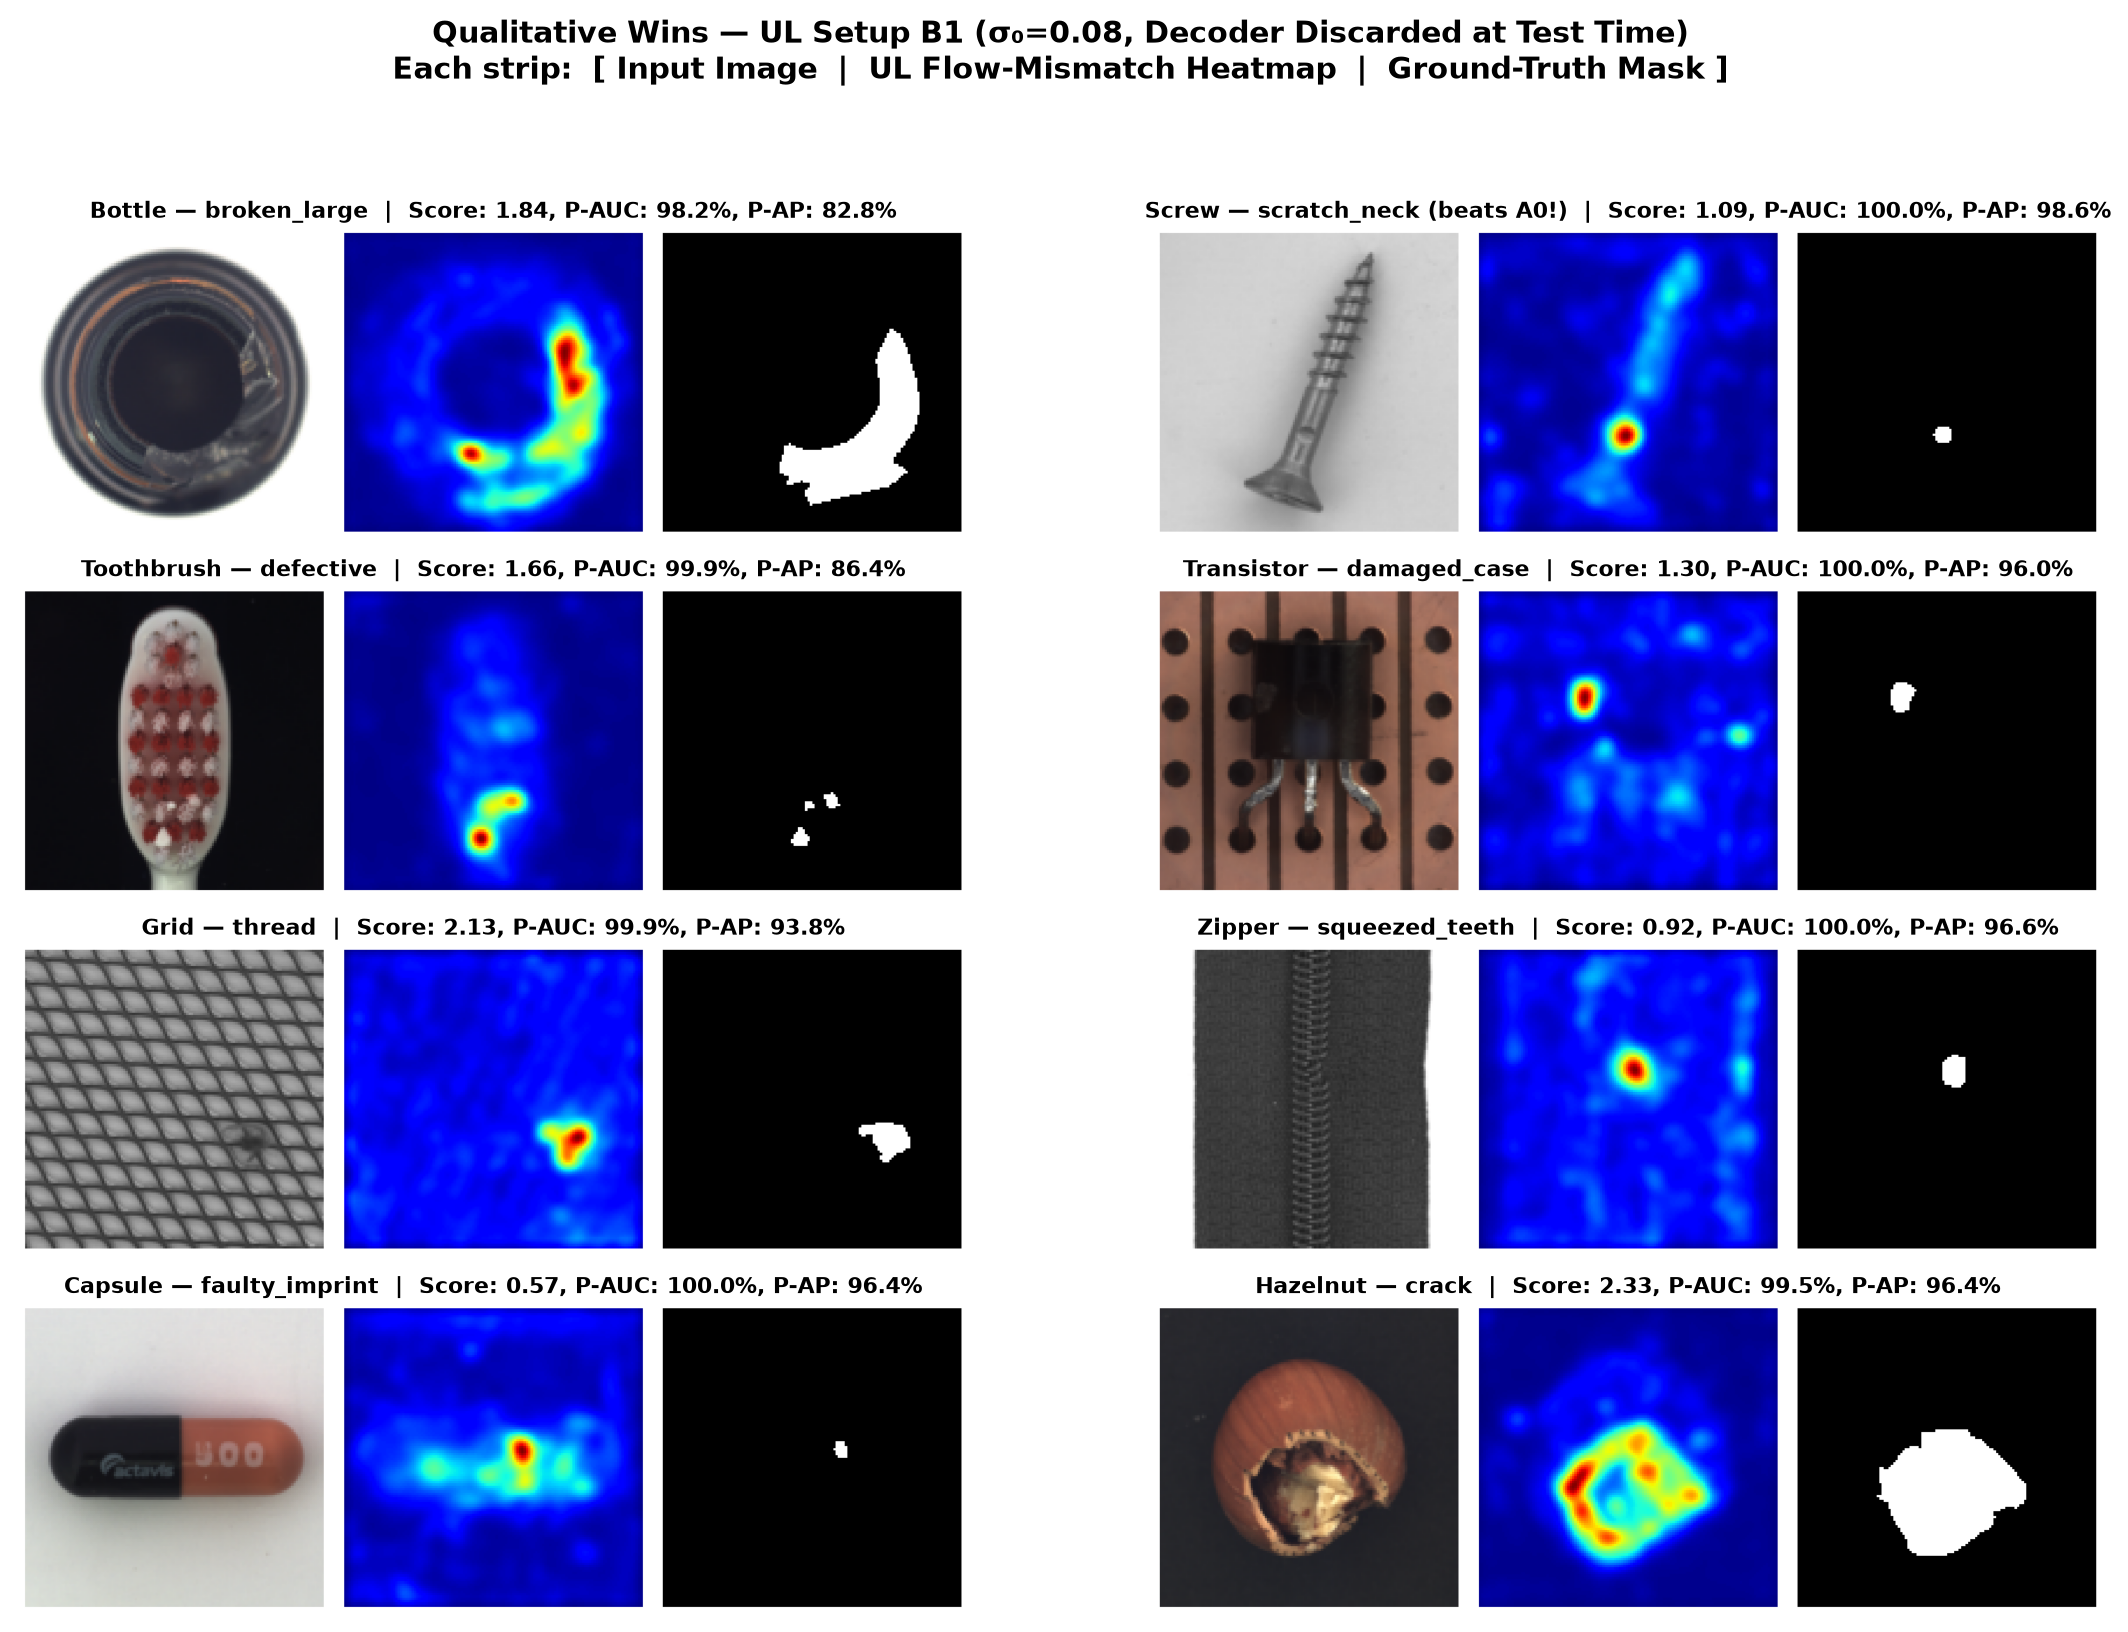 Qualitative Wins — UL Setup B1 (σ₀=0.08, Decoder Discarded at Test Time)
Each strip: [ Input Image | UL Flow-Mismatch Heatmap | Ground-Truth Mask ]
Bottle — broken_large | Score: 1.84, P-AUC: 98.2%, P-AP: 82.8%
Screw — scratch_neck (beats A0!) | Score: 1.09, P-AUC: 100.0%, P-AP: 98.6%
Toothbrush — defective | Score: 1.66, P-AUC: 99.9%, P-AP: 86.4%
Transistor — damaged_case | Score: 1.30, P-AUC: 100.0%, P-AP: 96.0%
Grid — thread | Score: 2.13, P-AUC: 99.9%, P-AP: 93.8%
Zipper — squeezed_teeth | Score: 0.92, P-AUC: 100.0%, P-AP: 96.6%
Capsule — faulty_imprint | Score: 0.57, P-AUC: 100.0%, P-AP: 96.4%
Hazelnut — crack | Score: 2.33, P-AUC: 99.5%, P-AP: 96.4%
actavis 500